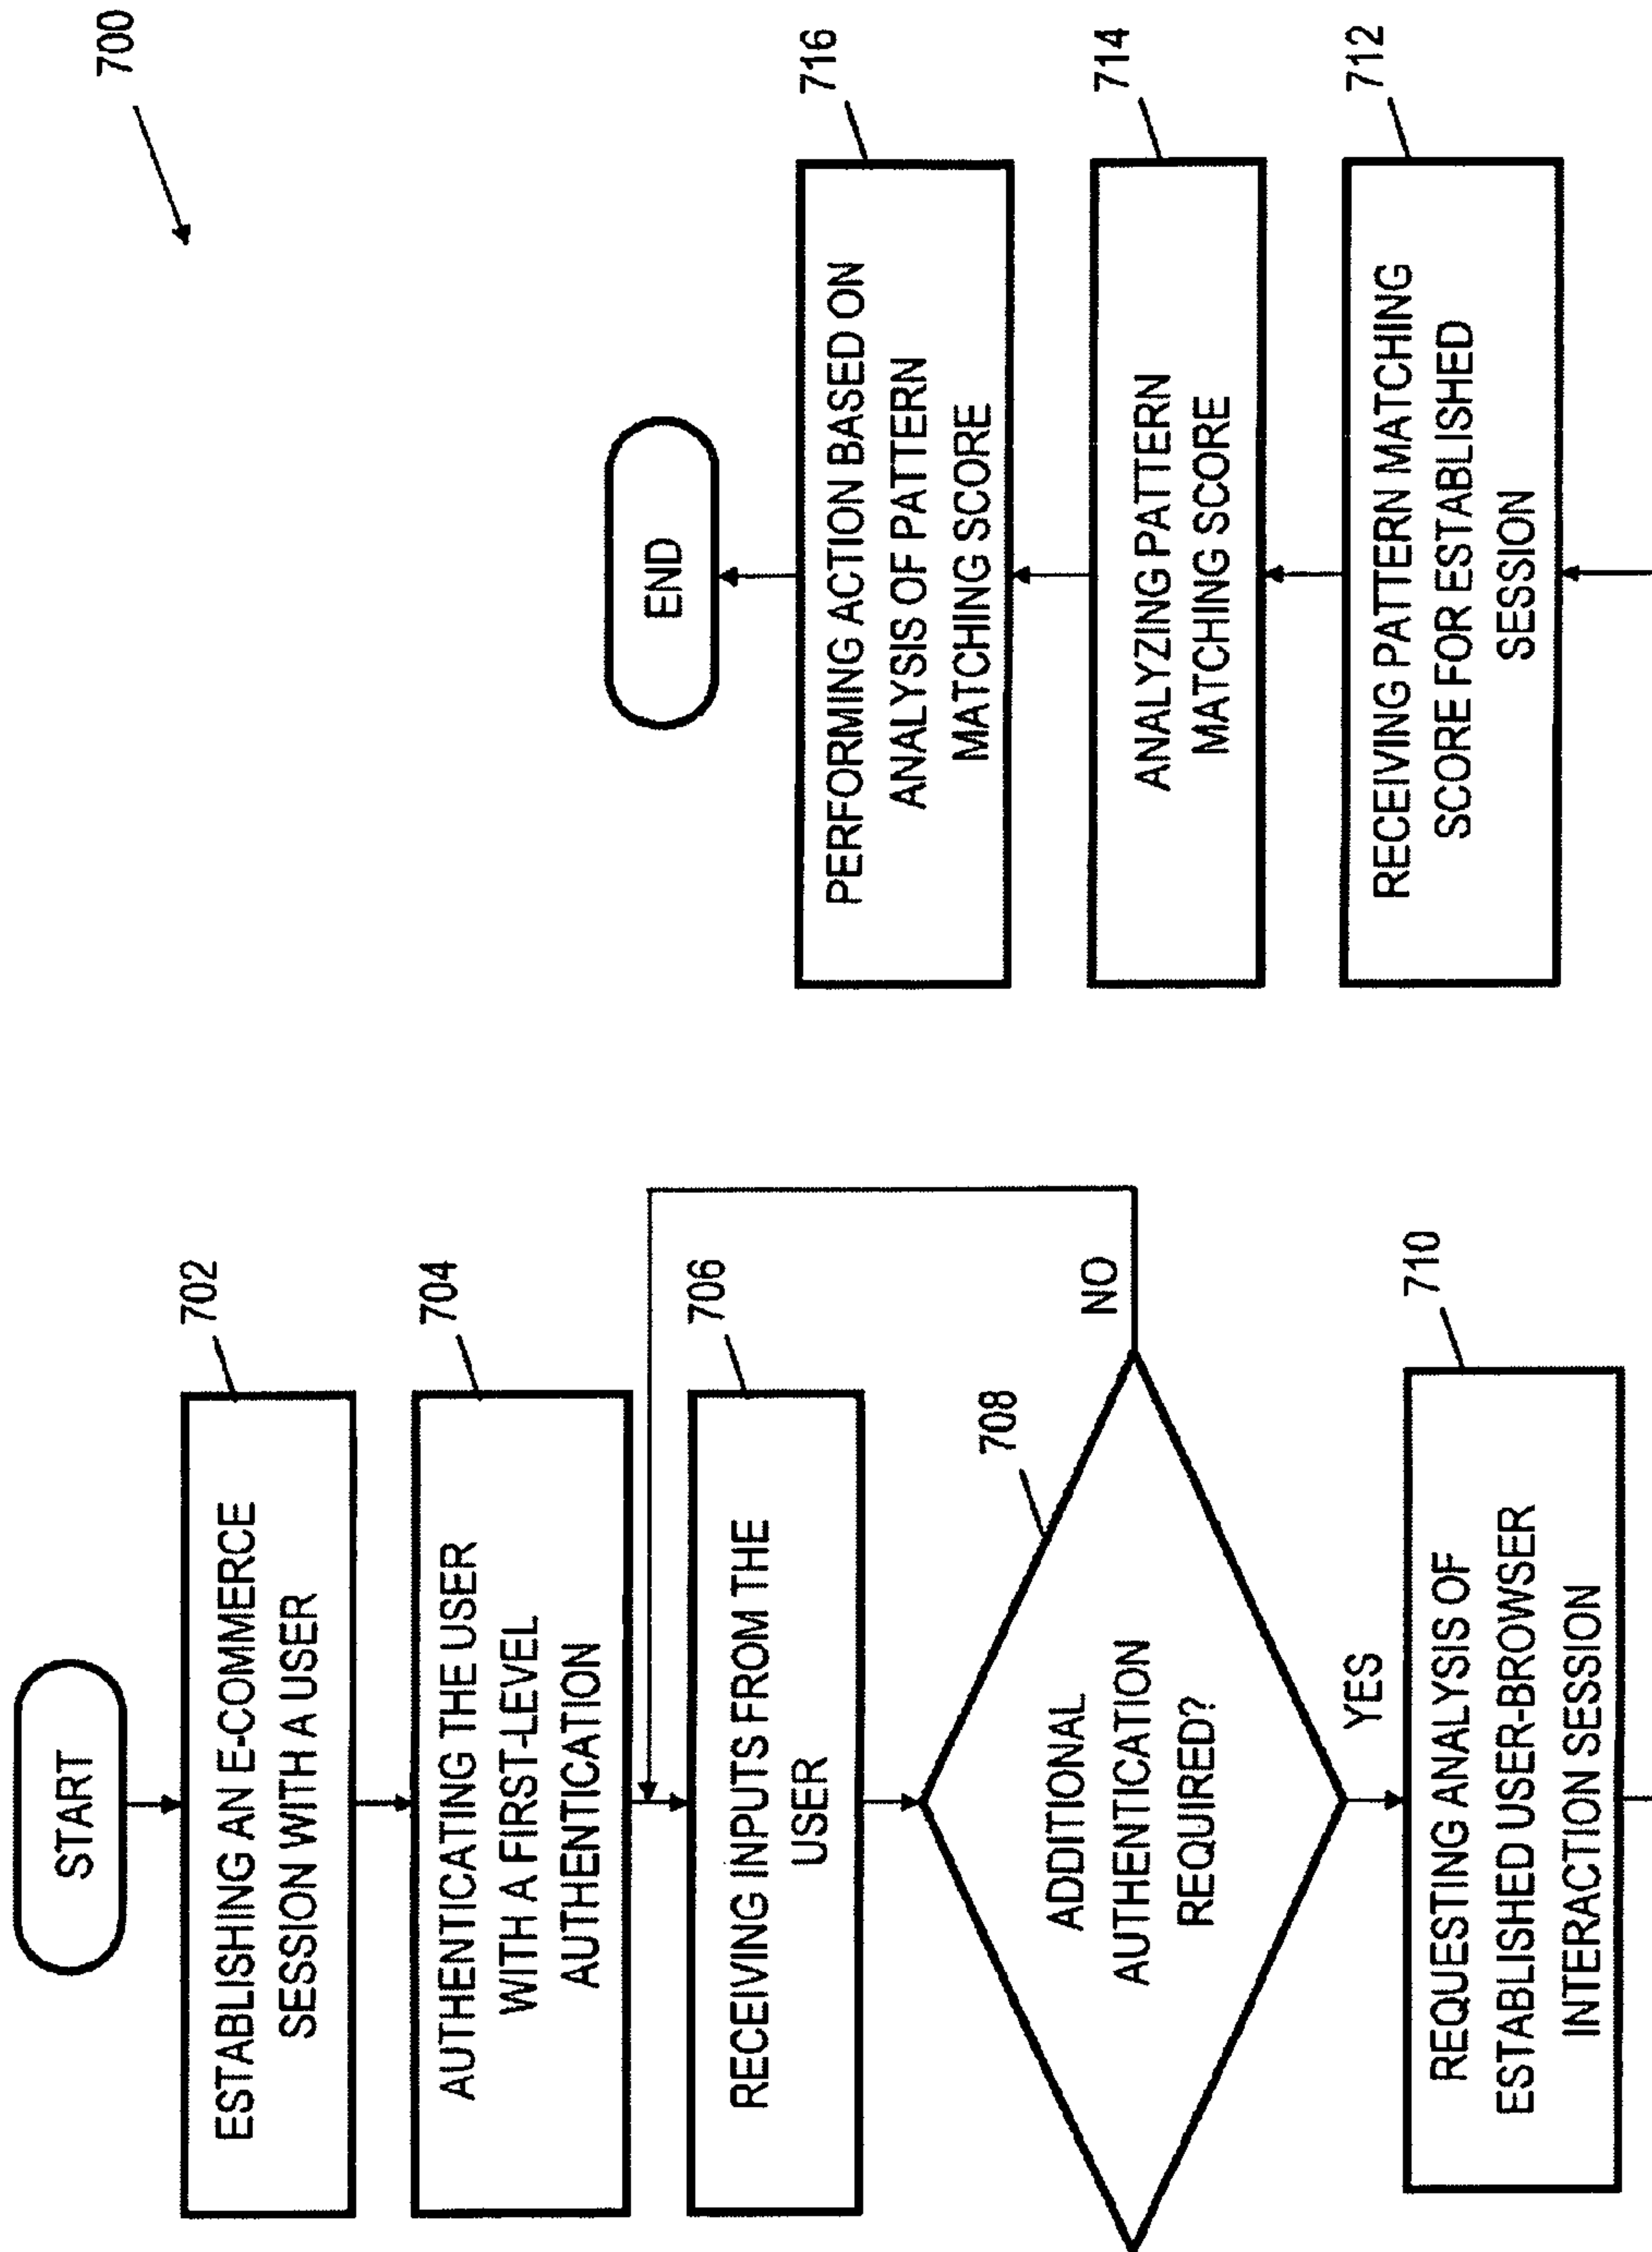 700
START
702
ESTABLISHING AN E-COMMERCE
SESSION WITH A USER
704
AUTHENTICATING THE USER
WITH A FIRST-LEVEL
AUTHENTICATION
706
RECEIVING INPUTS FROM THE
USER
708
ADDITIONAL
AUTHENTICATION
REQUIRED?
NO
YES
710
REQUESTING ANALYSIS OF
ESTABLISHED USER-BROWSER
INTERACTION SESSION
712
RECEIVING PATTERN MATCHING
SCORE FOR ESTABLISHED
SESSION
714
ANALYZING PATTERN
MATCHING SCORE
716
PERFORMING ACTION BASED ON
ANALYSIS OF PATTERN
MATCHING SCORE
END